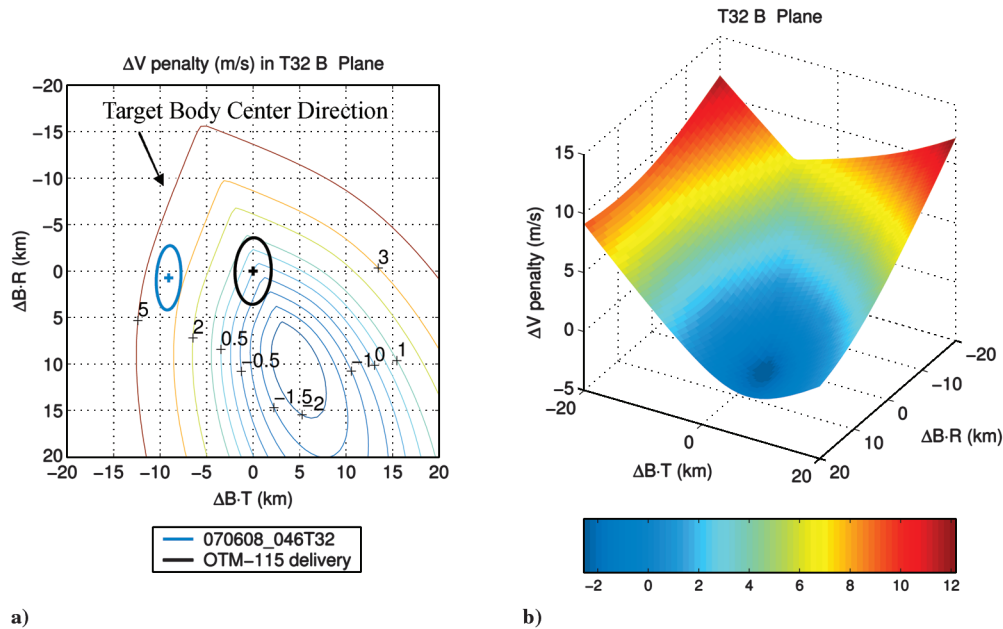 ΔV penalty (m/s) in T32 B Plane
Target Body Center Direction
−20
−15
−10
−5
0
5
10
15
20
ΔB·R (km)
5
2
0.5
−0.5
−1.5
−2
−1
0
1
3
−20 −15 −10 −5 0 5 10 15 20
ΔB·T (km)
070608_046T32
OTM−115 delivery
a)
T32 B Plane
15
10
5
0
−5
ΔV penalty (m/s)
−20
0
20
ΔB·T (km)
−20
−10
0
10
20
ΔB·R (km)
−2 0 2 4 6 8 10 12
b)